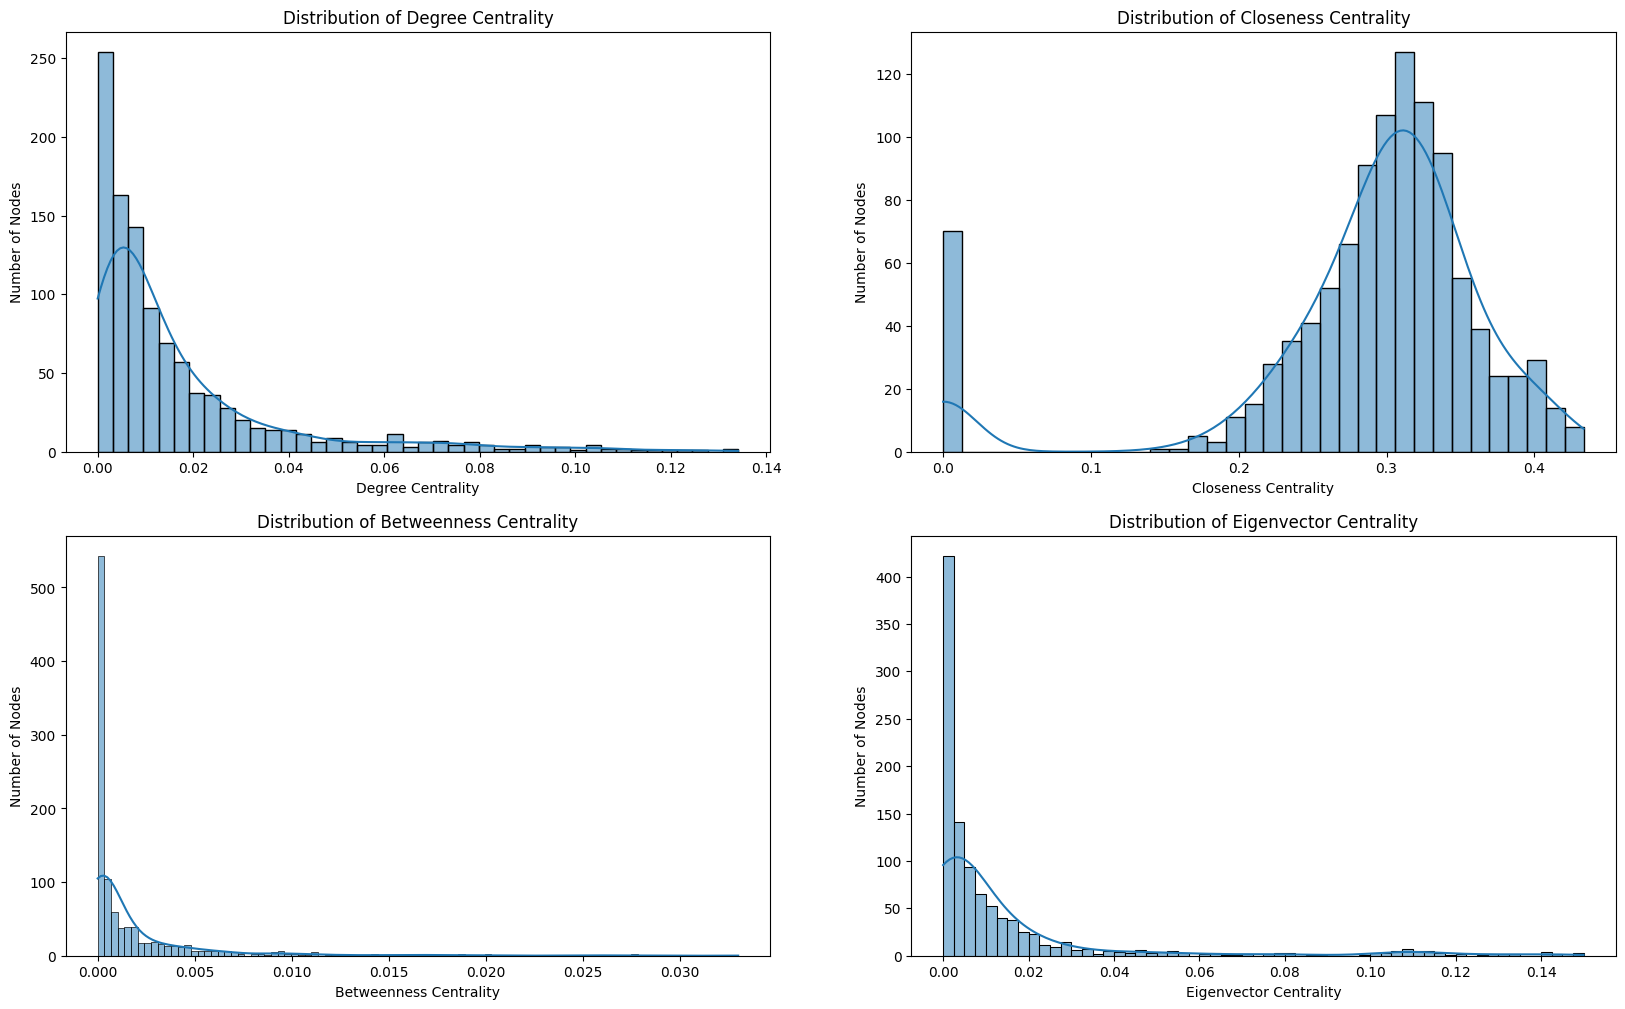 Distribution of Degree Centrality
Number of Nodes
250
200
150
100
50
0
0.00 0.02 0.04 0.06 0.08 0.10 0.12 0.14
Degree Centrality
Distribution of Closeness Centrality
Number of Nodes
120
100
80
60
40
20
0
0.0 0.1 0.2 0.3 0.4
Closeness Centrality
Distribution of Betweenness Centrality
Number of Nodes
500
400
300
200
100
0
0.000 0.005 0.010 0.015 0.020 0.025 0.030
Betweenness Centrality
Distribution of Eigenvector Centrality
Number of Nodes
400
350
300
250
200
150
100
50
0
0.00 0.02 0.04 0.06 0.08 0.10 0.12 0.14
Eigenvector Centrality